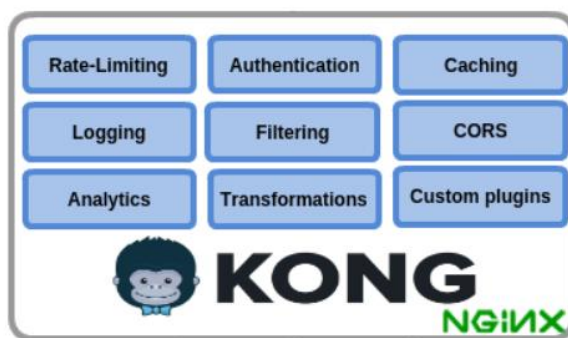 Rate-Limiting Authentication Caching
Logging Filtering CORS
Analytics Transformations Custom plugins
KONG
NGiNX